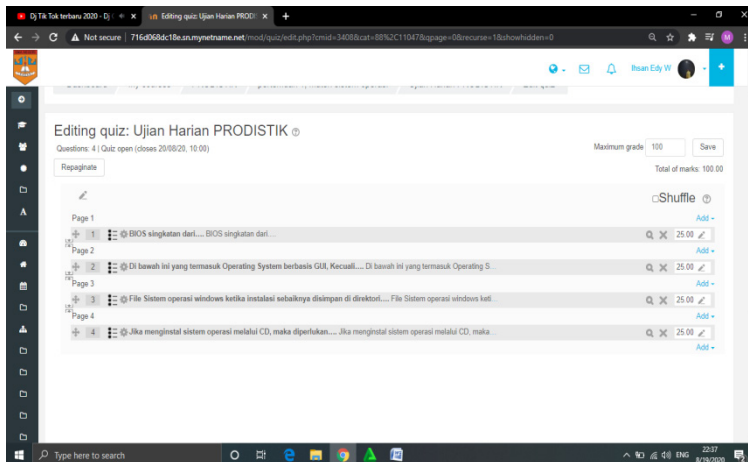 Dj Tik Tok terbaru 2020 - Dj
Editing quiz: Ujian Harian PRODI
Not secure | 716d068dc18e.sn.mynetname.net/mod/quiz/edit.php?cmid=3408&cat=88%2C11047&qpage=0&recurse=1&showhidden=0
M
Ihsan Edy W
Editing quiz: Ujian Harian PRODISTIK
Questions: 4 | Quiz open (closes 20/08/20, 10:00)
Maximum grade 100 Save
Repaginate
Total of marks: 100.00
Shuffle
Page 1
Add
1 BIOS singkatan dari.... BIOS singkatan dari.... 25.00
Page 2
Add
2 Di bawah ini yang termasuk Operating System berbasis GUI, Kecuali.... Di bawah ini yang termasuk Operating S... 25.00
Page 3
Add
3 File Sistem operasi windows ketika instalasi sebaiknya disimpan di direktori.... File Sistem operasi windows keti... 25.00
Page 4
Add
4 Jika menginstal sistem operasi melalui CD, maka diperlukan.... Jika menginstal sistem operasi melalui CD, maka... 25.00
Add
A
Type here to search
ENG
22:37
8/19/2020